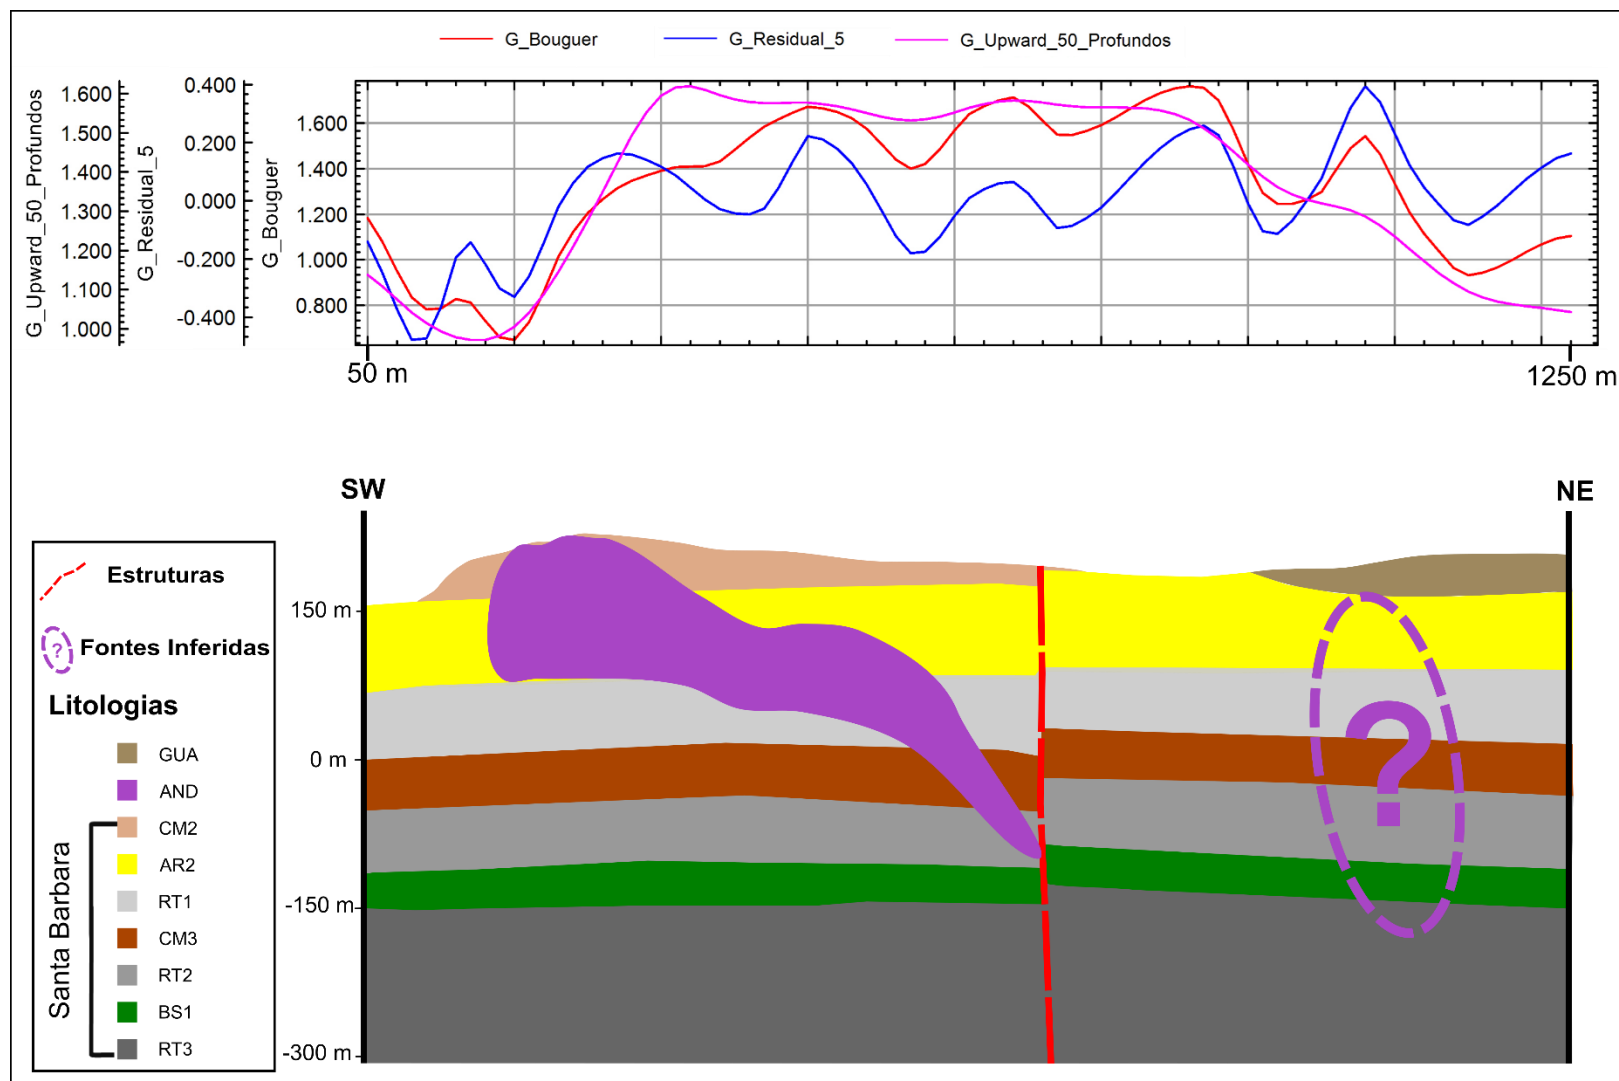 G_Bouguer
G_Residual_5
G_Upward_50_Profundos
G_Upward_50_Profundos
1.600
1.500
1.400
1.300
1.200
1.100
1.000
G_Residual_5
0.400
0.200
0.000
-0.200
-0.400
G_Bouguer
1.600
1.400
1.200
1.000
0.800
50 m
1250 m
SW
NE
150 m
0 m
-150 m
-300 m
?
Estruturas
?
Fontes Inferidas
Litologias
GUA
AND
Santa Barbara
CM2
AR2
RT1
CM3
RT2
BS1
RT3